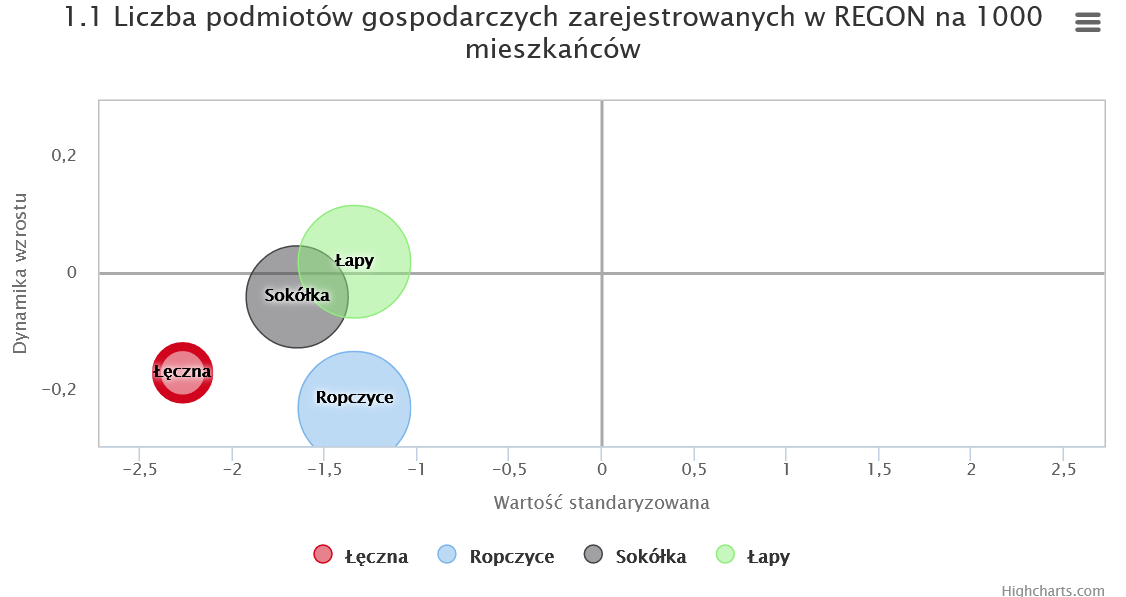 1.1 Liczba podmiotów gospodarczych zarejestrowanych w REGON na 1000
mieszkańców
Dynamika wzrostu
0,2
0
−0,2
Łapy
Sokółka
Łęczna
Ropczyce
−2,5 −2 −1,5 −1 −0,5 0 0,5 1 1,5 2 2,5
Wartość standaryzowana
Łęczna Ropczyce Sokółka Łapy
Highcharts.com